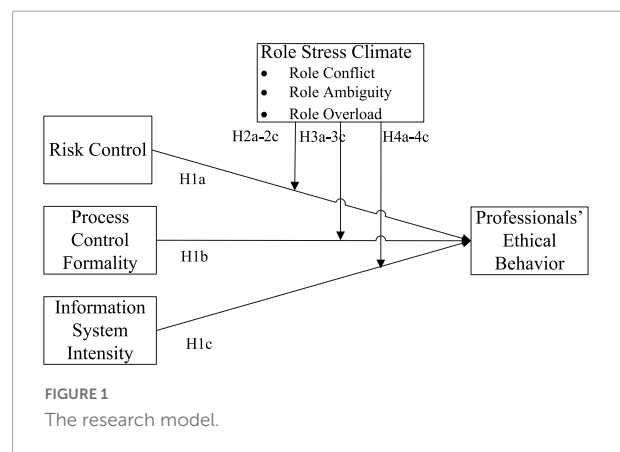 Role Stress Climate
• Role Conflict
• Role Ambiguity
• Role Overload
H2a-2c H3a-3c H4a-4c
Risk Control
H1a
Process
Control
Formality
H1b
Professionals'
Ethical
Behavior
Information
System
Intensity
H1c
FIGURE 1
The research model.